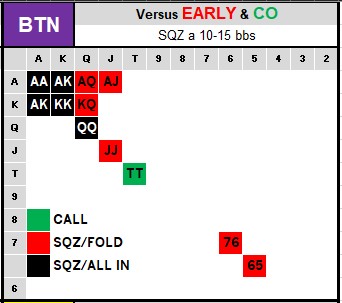 BTN
Versus EARLY & CO
SQZ a 10-15 bbs
A K Q J T 9 8 7 6 5 4 3 2
A AA AK AQ AJ
K AK KK KQ
Q QQ
J JJ
T TT
9
8 CALL
7 SQZ/FOLD 76
SQZ/ALL IN 65
6